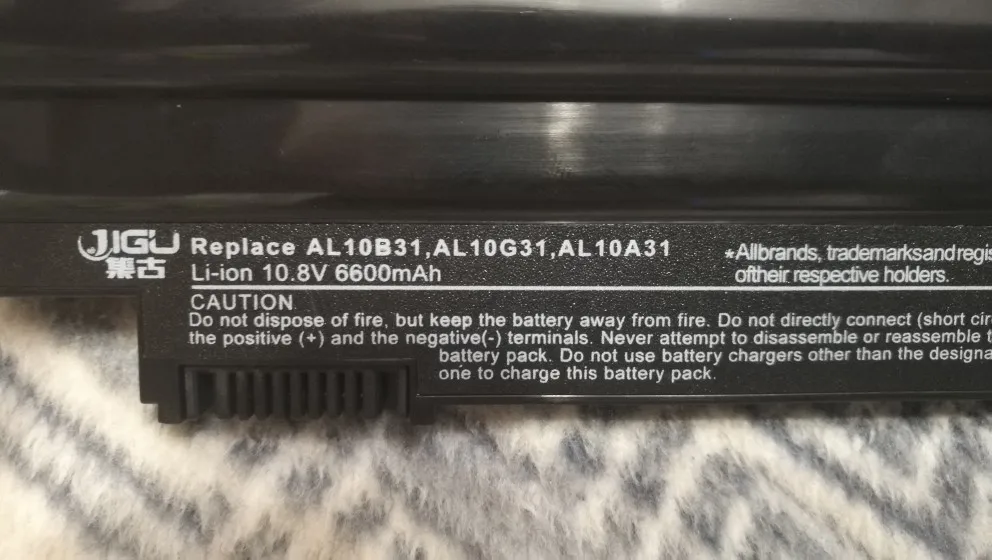 JIGU
集古
Replace AL10B31,AL10G31,AL10A31
Li-ion 10.8V 6600mAh
*Allbrands, trademarksandregis
oftheir respective holders.
CAUTION
Do not dispose of fire, but keep the battery away from fire. Do not directly connect (short cir
the positive (+) and the negative(-) terminals. Never attempt to disassemble or reassemble t
battery pack. Do not use battery chargers other than the designa
one to charge this battery pack.